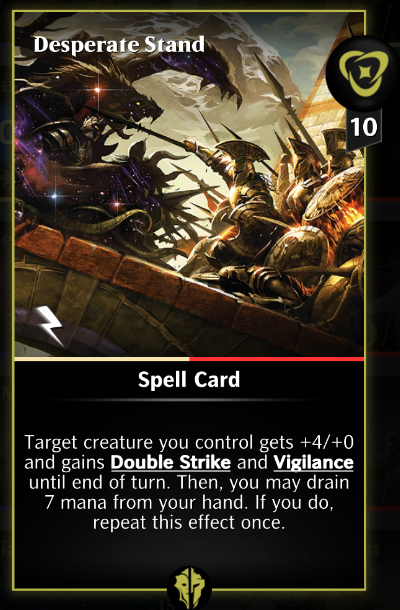 Desperate Stand
10
Spell Card
Target creature you control gets +4/+0
and gains Double Strike and Vigilance
until end of turn. Then, you may drain
7 mana from your hand. If you do,
repeat this effect once.